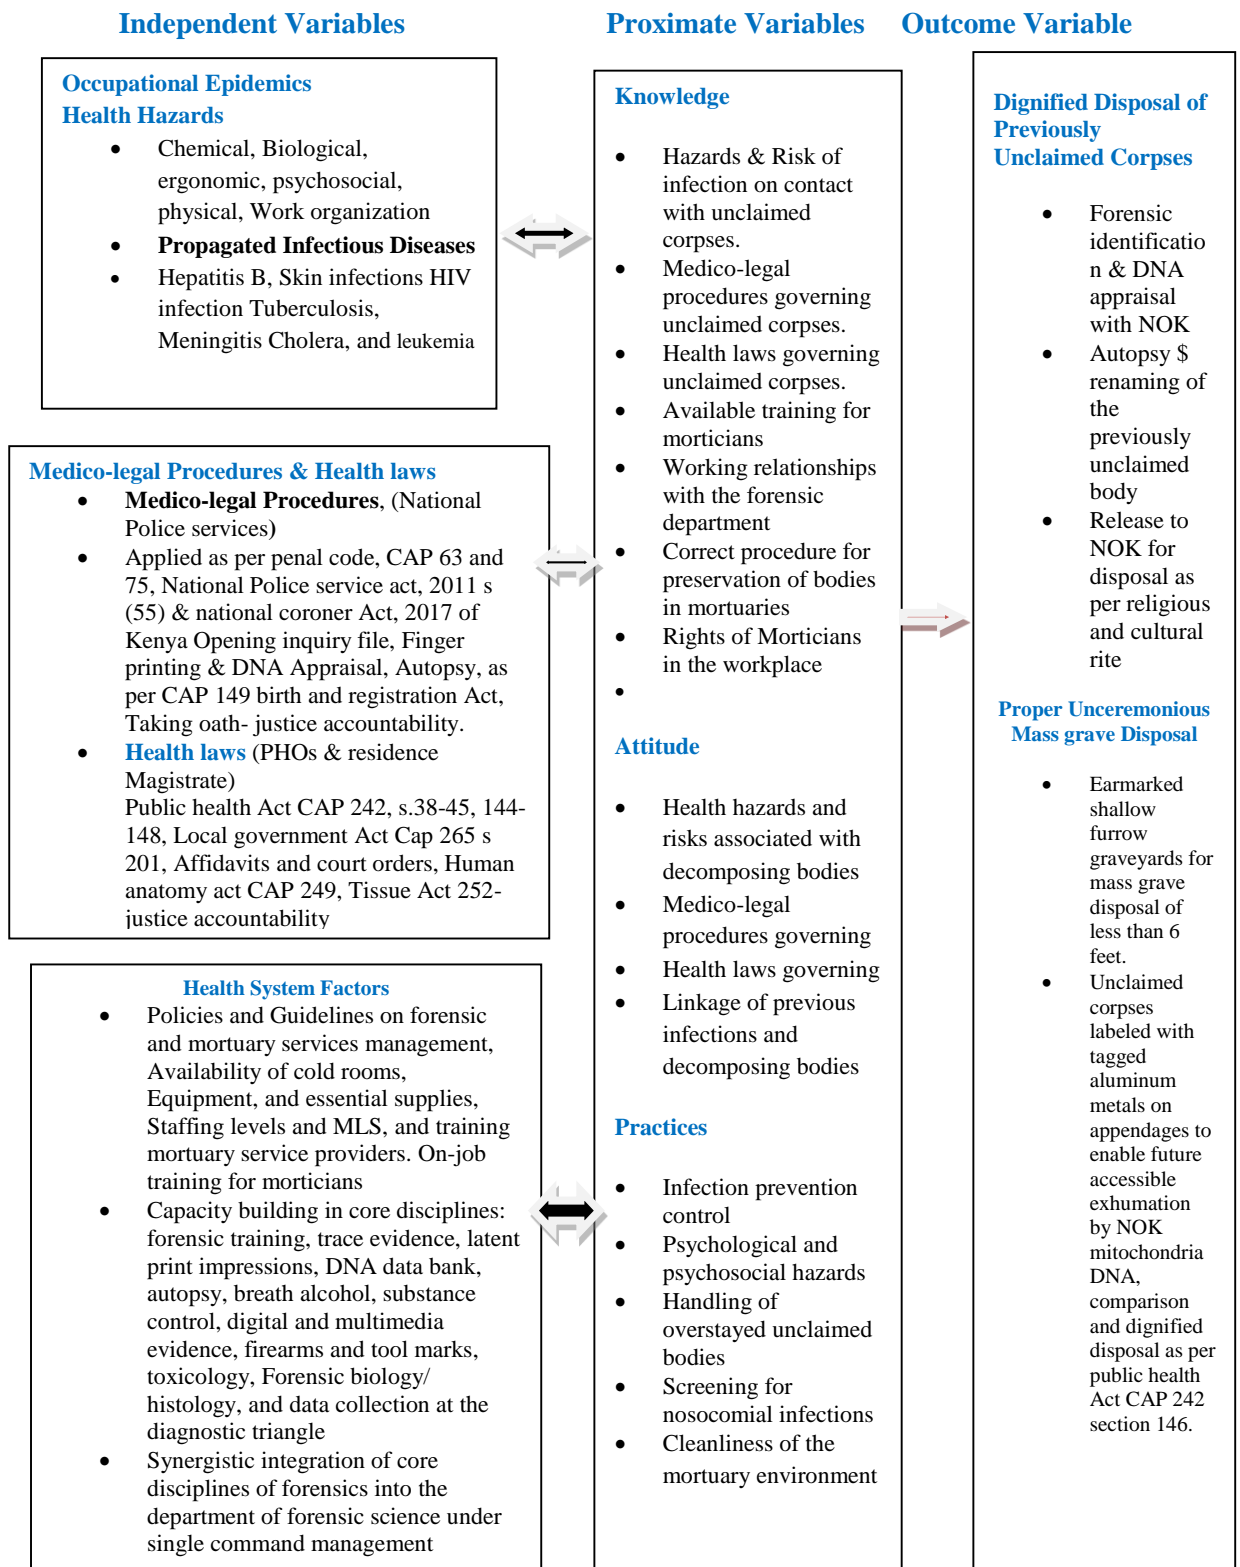 Independent Variables
Proximate Variables
Outcome Variable
Occupational Epidemics
Health Hazards
• Chemical, Biological,
ergonomic, psychosocial,
physical, Work organization
• Propagated Infectious Diseases
• Hepatitis B, Skin infections HIV
infection Tuberculosis,
Meningitis Cholera, and leukemia
Medico-legal Procedures & Health laws
• Medico-legal Procedures, (National
Police services)
• Applied as per penal code, CAP 63 and
75, National Police service act, 2011 s
(55) & national coroner Act, 2017 of
Kenya Opening inquiry file, Finger
printing & DNA Appraisal, Autopsy, as
per CAP 149 birth and registration Act,
Taking oath- justice accountability.
• Health laws (PHOs & residence
Magistrate)
Public health Act CAP 242, s.38-45, 144-
148, Local government Act Cap 265 s
201, Affidavits and court orders, Human
anatomy act CAP 249, Tissue Act 252-
justice accountability
Health System Factors
• Policies and Guidelines on forensic
and mortuary services management,
Availability of cold rooms,
Equipment, and essential supplies,
Staffing levels and MLS, and training
mortuary service providers. On-job
training for morticians
• Capacity building in core disciplines:
forensic training, trace evidence, latent
print impressions, DNA data bank,
autopsy, breath alcohol, substance
control, digital and multimedia
evidence, firearms and tool marks,
toxicology, Forensic biology/
histology, and data collection at the
diagnostic triangle
• Synergistic integration of core
disciplines of forensics into the
department of forensic science under
single command management
Knowledge
• Hazards & Risk of
infection on contact
with unclaimed
corpses.
• Medico-legal
procedures governing
unclaimed corpses.
• Health laws governing
unclaimed corpses.
• Available training for
morticians
• Working relationships
with the forensic
department
• Correct procedure for
preservation of bodies
in mortuaries
• Rights of Morticians
in the workplace
•
Attitude
• Health hazards and
risks associated with
decomposing bodies
• Medico-legal
procedures governing
• Health laws governing
• Linkage of previous
infections and
decomposing bodies
Practices
• Infection prevention
control
• Psychological and
psychosocial hazards
• Handling of
overstayed unclaimed
bodies
• Screening for
nosocomial infections
• Cleanliness of the
mortuary environment
Dignified Disposal of
Previously
Unclaimed Corpses
• Forensic
identificatio
n & DNA
appraisal
with NOK
• Autopsy $
renaming of
the
previously
unclaimed
body
• Release to
NOK for
disposal as
per religious
and cultural
rite
Proper Unceremonious
Mass grave Disposal
• Earmarked
shallow
furrow
graveyards for
mass grave
disposal of
less than 6
feet.
• Unclaimed
corpses
labeled with
tagged
aluminum
metals on
appendages to
enable future
accessible
exhumation
by NOK
mitochondria
DNA,
comparison
and dignified
disposal as per
public health
Act CAP 242
section 146.